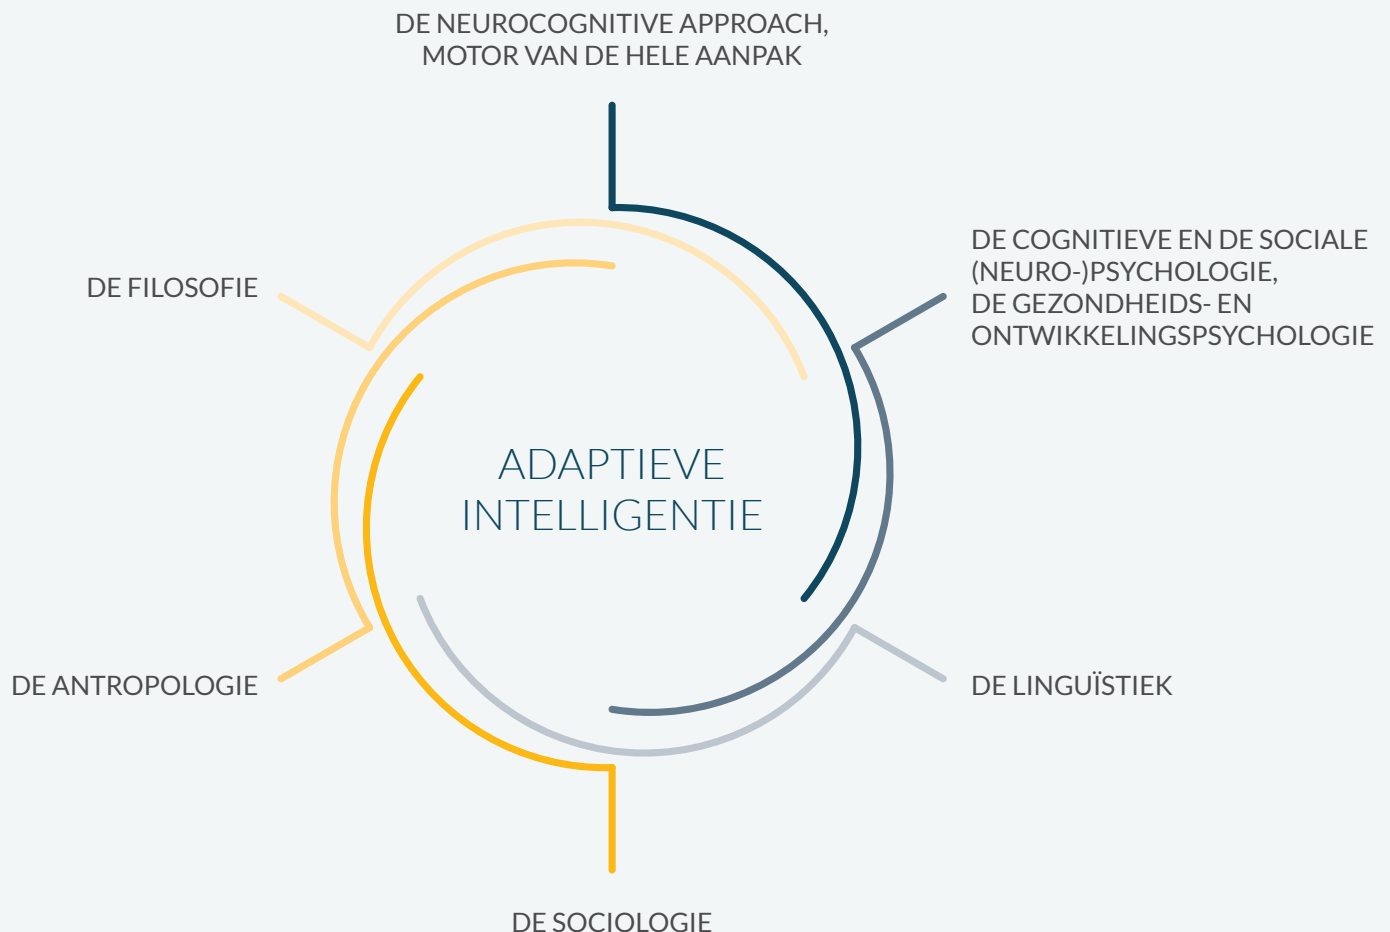 DE NEUROCOGNITIVE APPROACH,
MOTOR VAN DE HELE AANPAK
DE COGNITIEVE EN DE SOCIALE
(NEURO-)PSYCHOLOGIE,
DE GEZONDHEIDS- EN
ONTWIKKELINGSPSYCHOLOGIE
DE FILOSOFIE
ADAPTIEVE
INTELLIGENTIE
DE ANTROPOLOGIE
DE LINGUÏSTIEK
DE SOCIOLOGIE